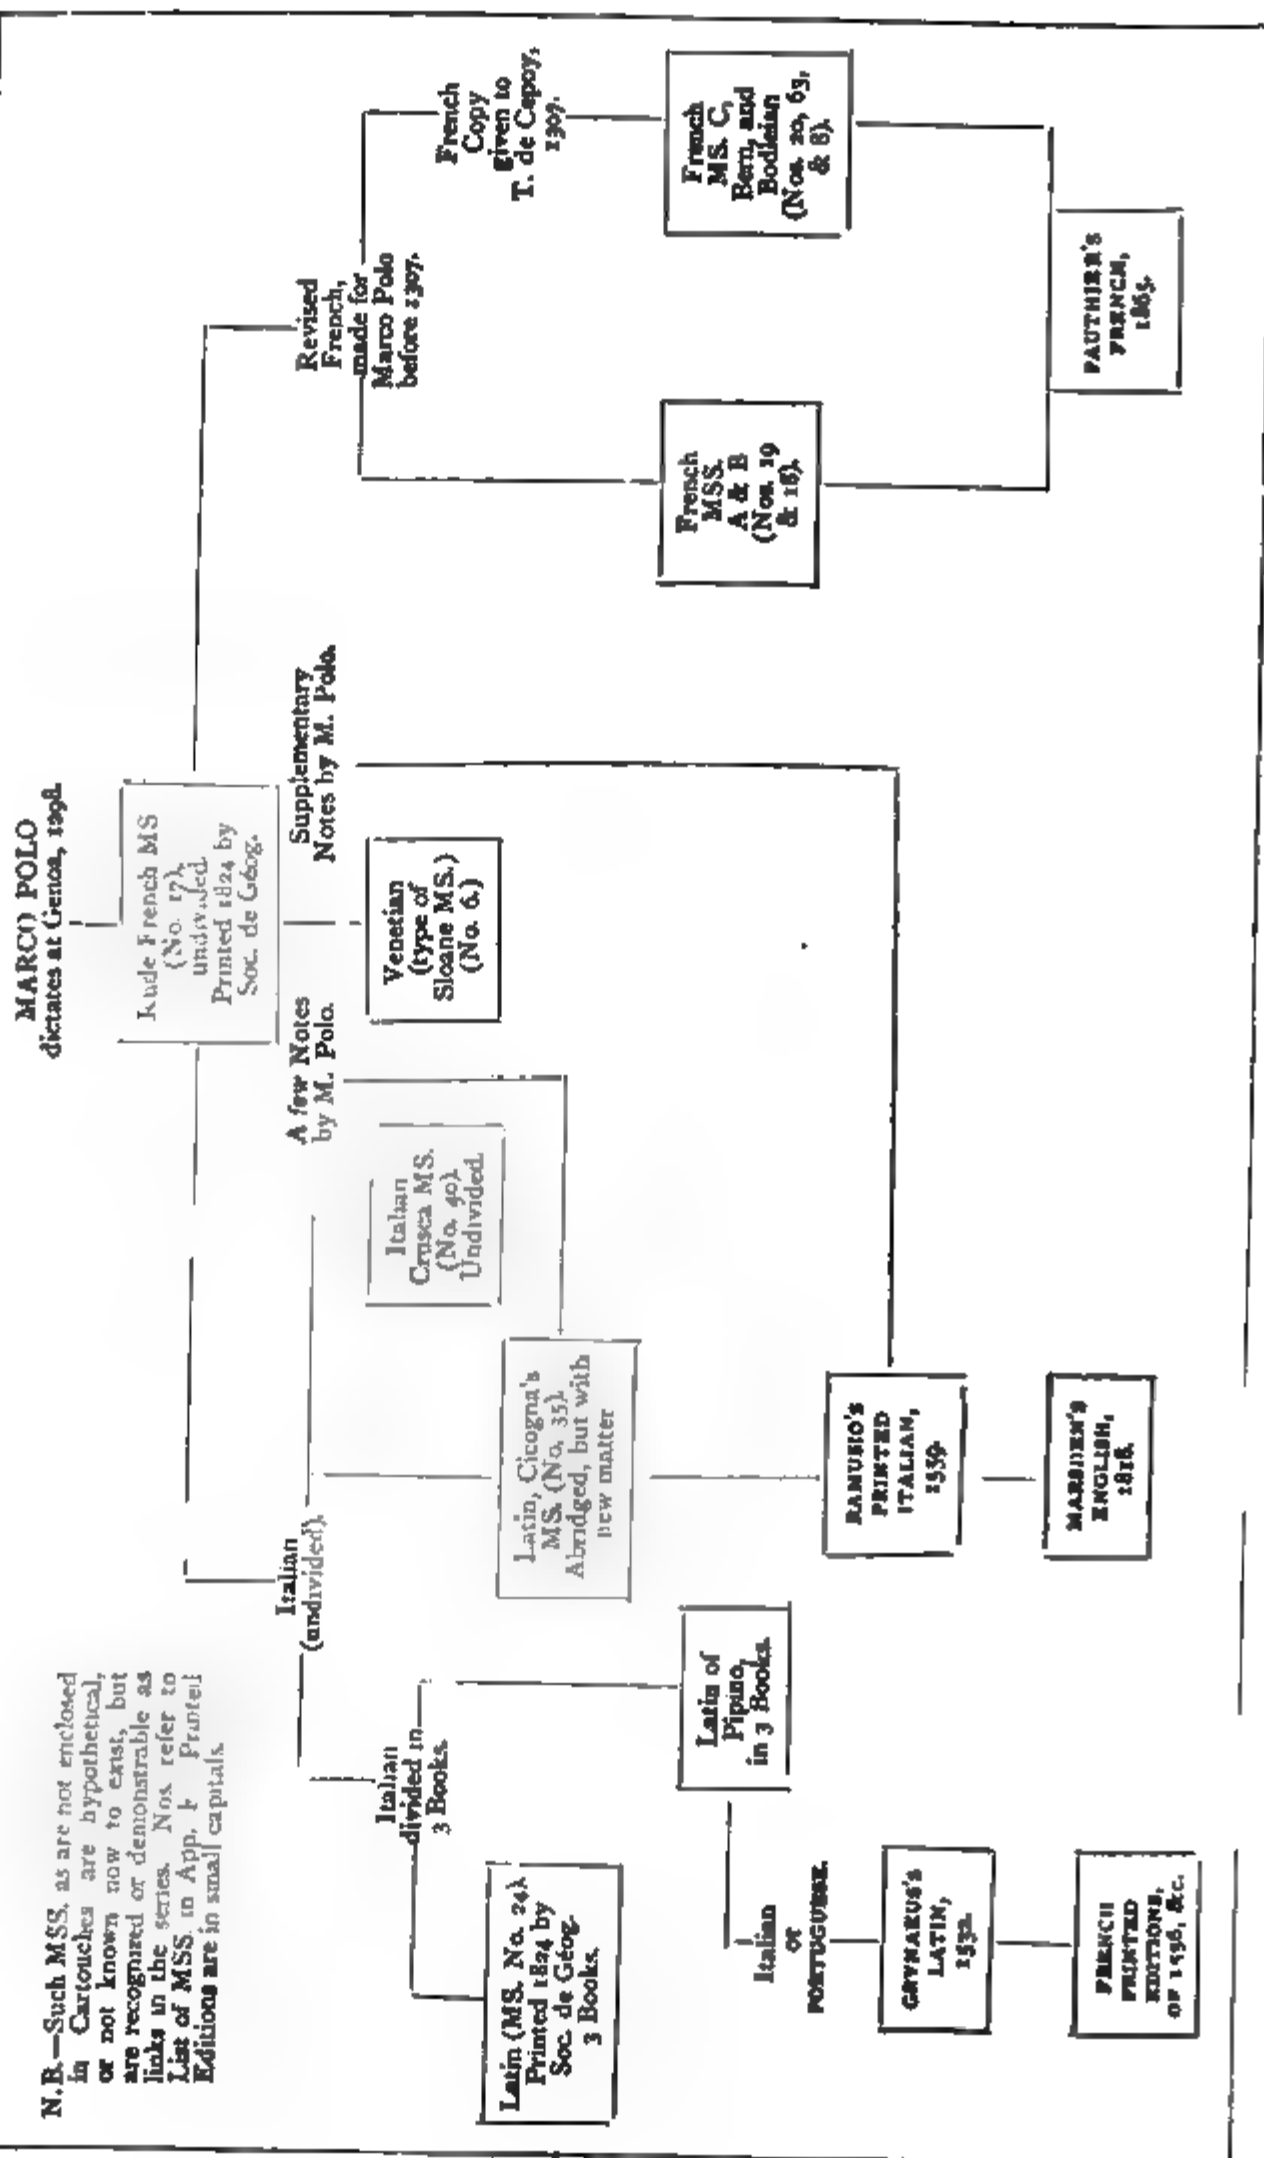 MARCO POLO
dictates at Genoa, 1298.
N.B.—Such MSS. as are not enclosed
in Cartouches are hypothetical,
or not known now to exist, but
are recognized or demonstrable as
links in the series. Nos. refer to
List of MSS. in App. F Printed
Editions are in small capitals.
Rude French MS
(No. 17),
undivided.
Printed 1824 by
Soc. de Géog.
Italian
(undivided).
A few Notes
by M. Polo.
Supplementary
Notes by M. Polo.
Revised
French,
made for
Marco Polo
before 1307.
Italian
divided in
3 Books.
Italian
Crusca MS.
(No. 40).
Undivided.
Venetian
(type of
Sloane MS.)
(No. 6.)
French
Copy
given to
T. de Cepoy,
1307.
Latin (MS. No. 24).
Printed 1824 by
Soc. de Géog.
3 Books.
Latin, Cicogna's
MS. (No. 35).
Abridged, but with
new matter
Latin of
Pipino,
in 3 Books.
French
MSS.
A & B
(Nos. 19
& 18).
French
MS. C,
Bern, and
Bodleian
(Nos. 20, 63,
& 8).
Italian
or
PORTUGUESE.
RAMUSIO'S
PRINTED
ITALIAN,
1559.
GRYNÆUS'S
LATIN,
1532.
MARSDEN'S
ENGLISH,
1818.
PAUTHIER'S
FRENCH,
1865.
FRENCH
PRINTED
EDITIONS,
OF 1556, &c.